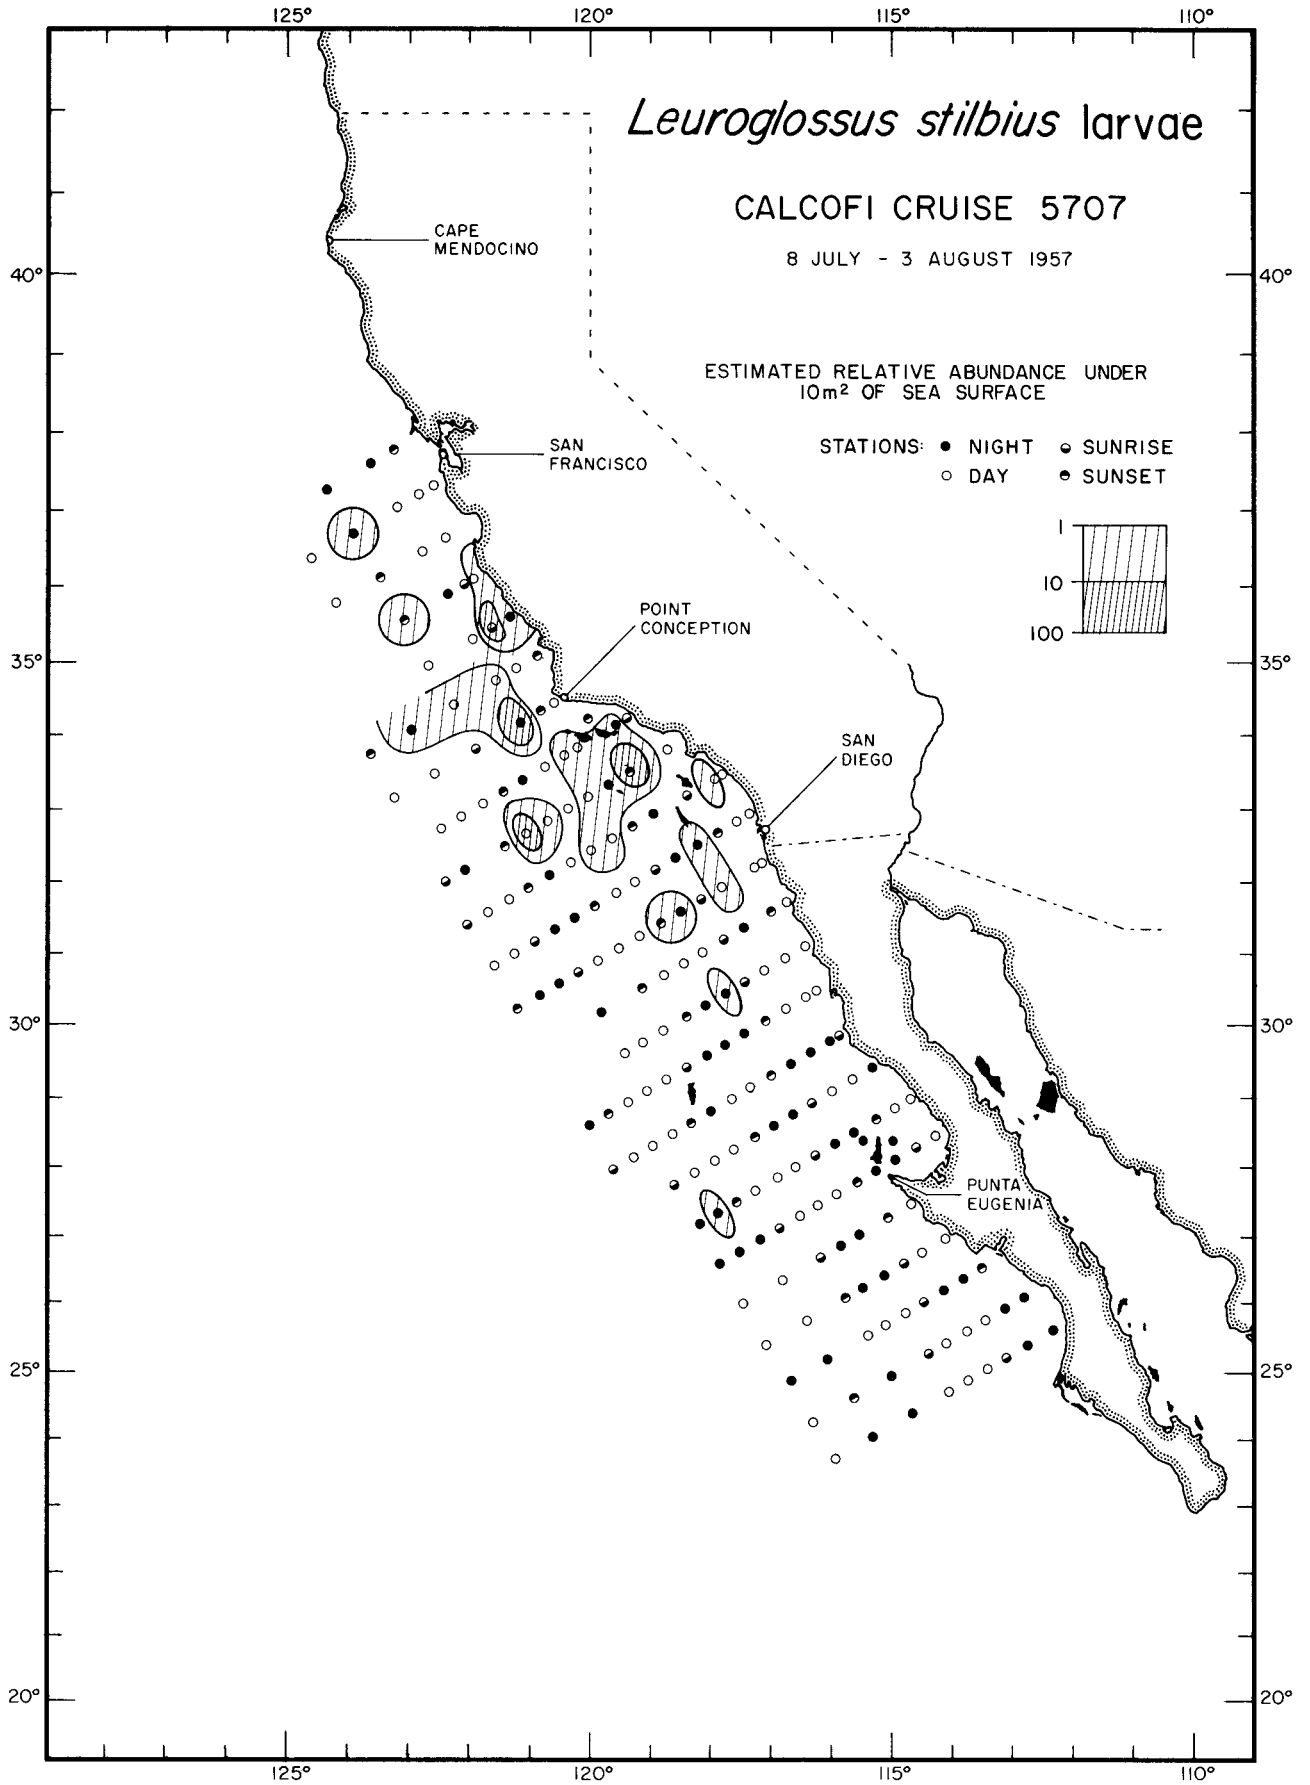 125° 120° 115° 110°
Leuroglossus stilbius larvae
CALCOFI CRUISE 5707
8 JULY - 3 AUGUST 1957
CAPE
MENDOCINO
40° 40°
ESTIMATED RELATIVE ABUNDANCE UNDER
10m² OF SEA SURFACE
STATIONS: ● NIGHT SUNRISE
○ DAY SUNSET
SAN
FRANCISCO
1
10
100
POINT
CONCEPTION
35° 35°
SAN
DIEGO
30° 30°
PUNTA
EUGENIA
25° 25°
20° 20°
125° 120° 115° 110°